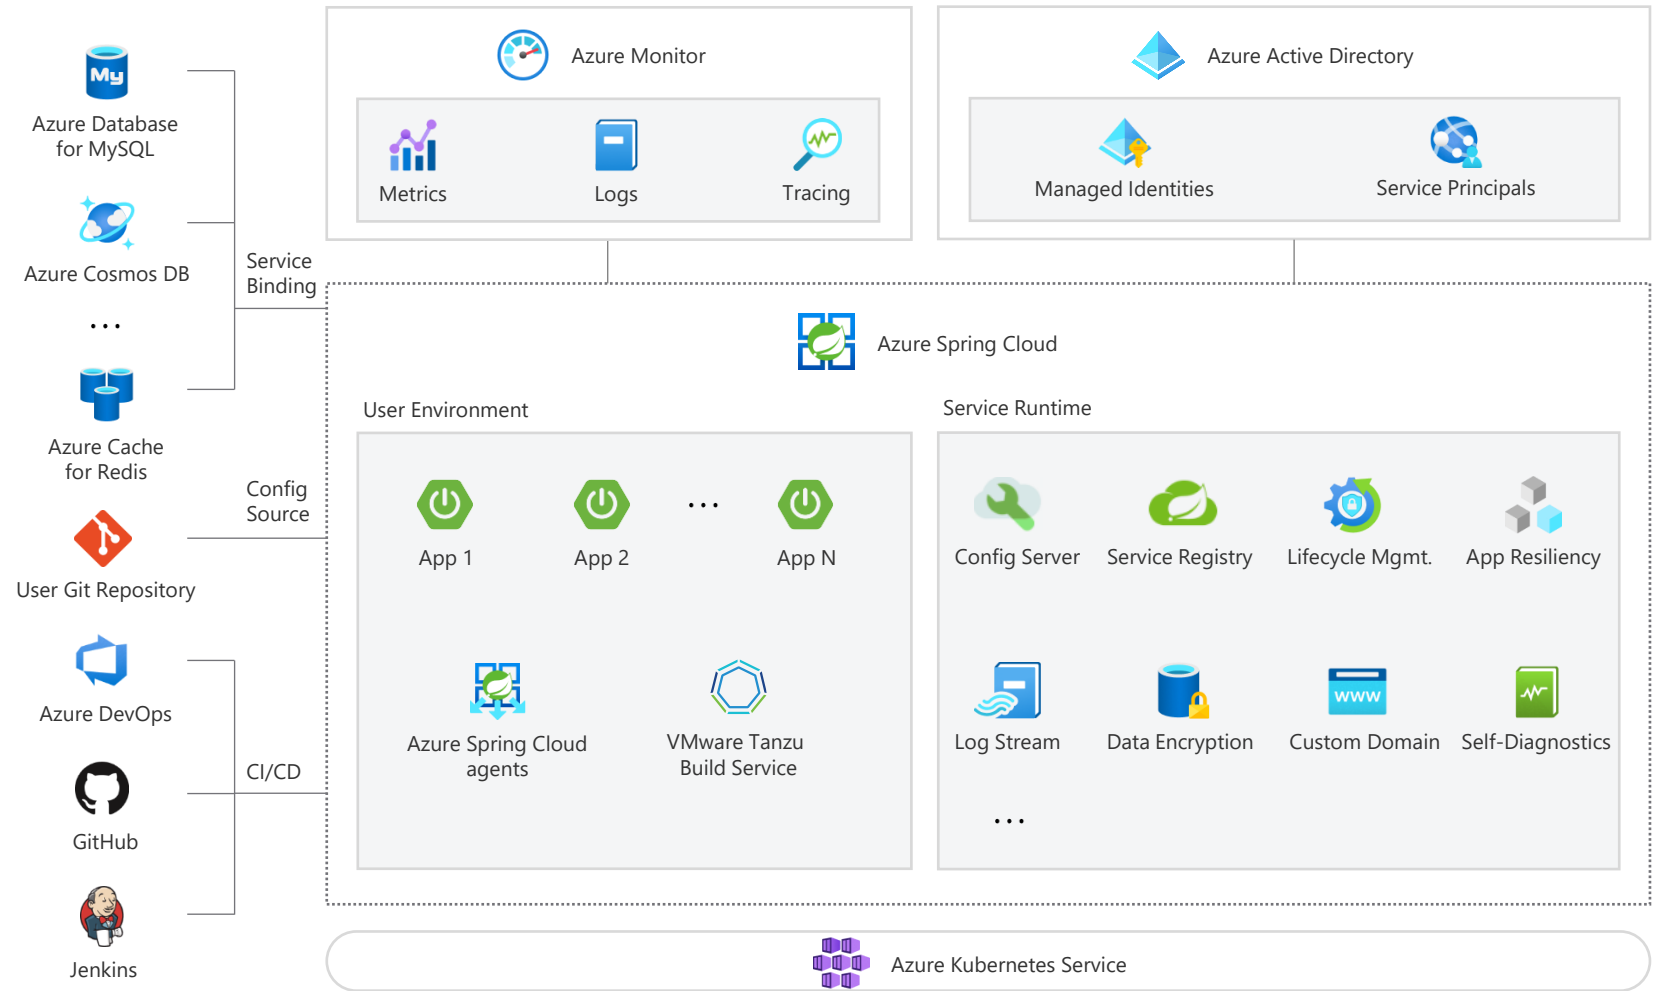 My
Azure Database
for MySQL
Azure Cosmos DB
...
Azure Cache
for Redis
User Git Repository
Azure DevOps
GitHub
Jenkins
Service
Binding
Config
Source
CI/CD
Azure Monitor
Metrics
Logs
Tracing
Azure Active Directory
Managed Identities
Service Principals
Azure Spring Cloud
User Environment
App 1
App 2
...
App N
Azure Spring Cloud
agents
VMware Tanzu
Build Service
Service Runtime
Config Server
Service Registry
Lifecycle Mgmt.
App Resiliency
Log Stream
Data Encryption
www
Custom Domain
Self-Diagnostics
...
Azure Kubernetes Service